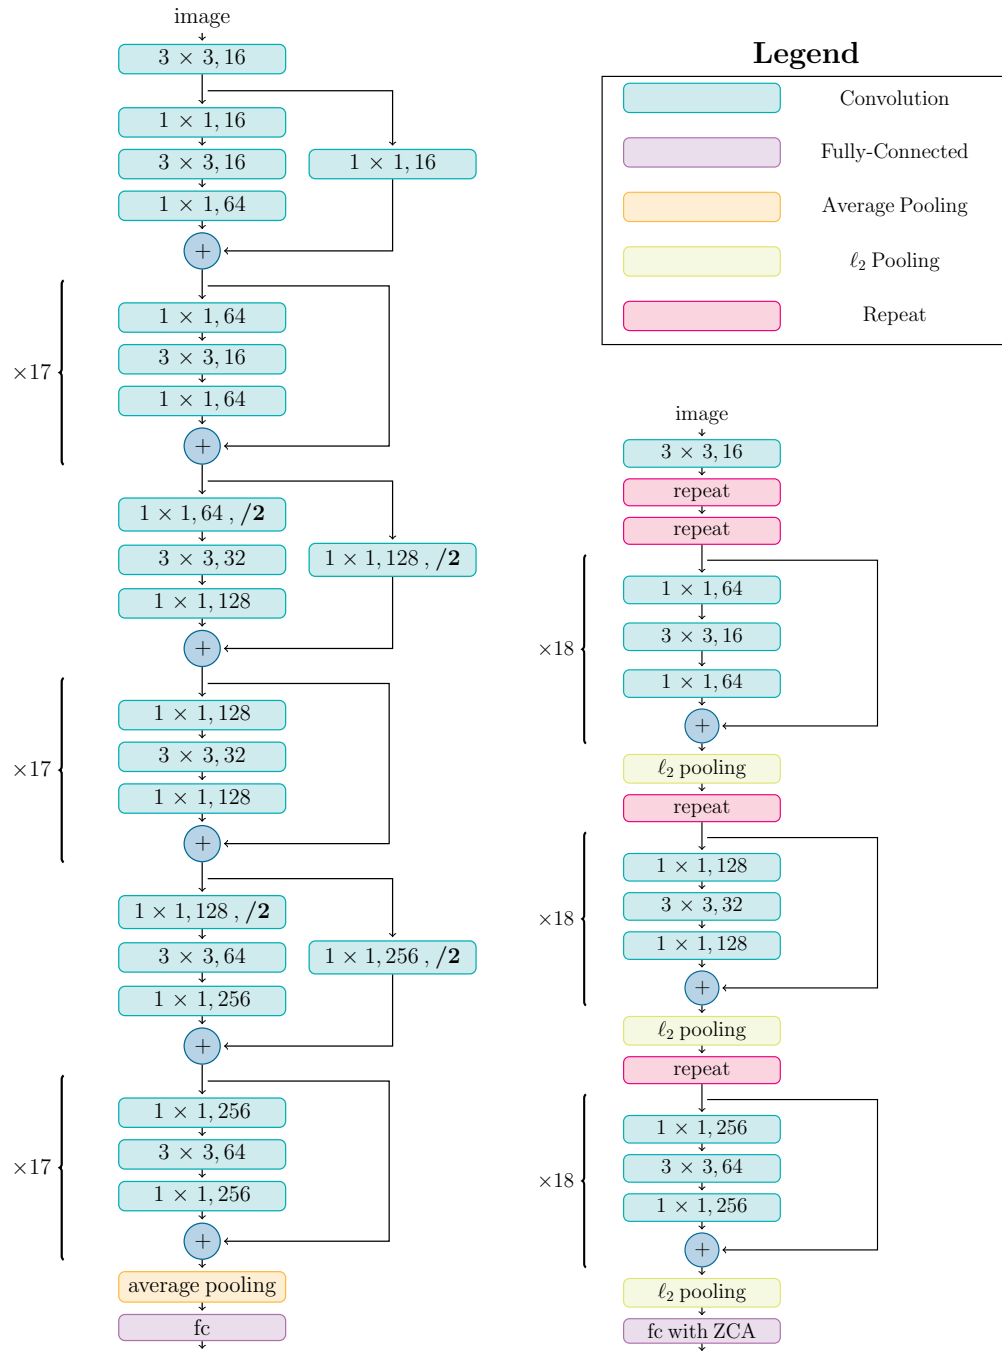 image
3 × 3, 16
1 × 1, 16
3 × 3, 16
1 × 1, 16
1 × 1, 64
+
×17
1 × 1, 64
3 × 3, 16
1 × 1, 64
+
1 × 1, 64 , /2
3 × 3, 32
1 × 1, 128 , /2
1 × 1, 128
+
×17
1 × 1, 128
3 × 3, 32
1 × 1, 128
+
1 × 1, 128 , /2
3 × 3, 64
1 × 1, 256 , /2
1 × 1, 256
+
×17
1 × 1, 256
3 × 3, 64
1 × 1, 256
+
average pooling
fc
Legend
Convolution
Fully-Connected
Average Pooling
ℓ₂ Pooling
Repeat
image
3 × 3, 16
repeat
repeat
×18
1 × 1, 64
3 × 3, 16
1 × 1, 64
+
ℓ₂ pooling
repeat
×18
1 × 1, 128
3 × 3, 32
1 × 1, 128
+
ℓ₂ pooling
repeat
×18
1 × 1, 256
3 × 3, 64
1 × 1, 256
+
ℓ₂ pooling
fc with ZCA